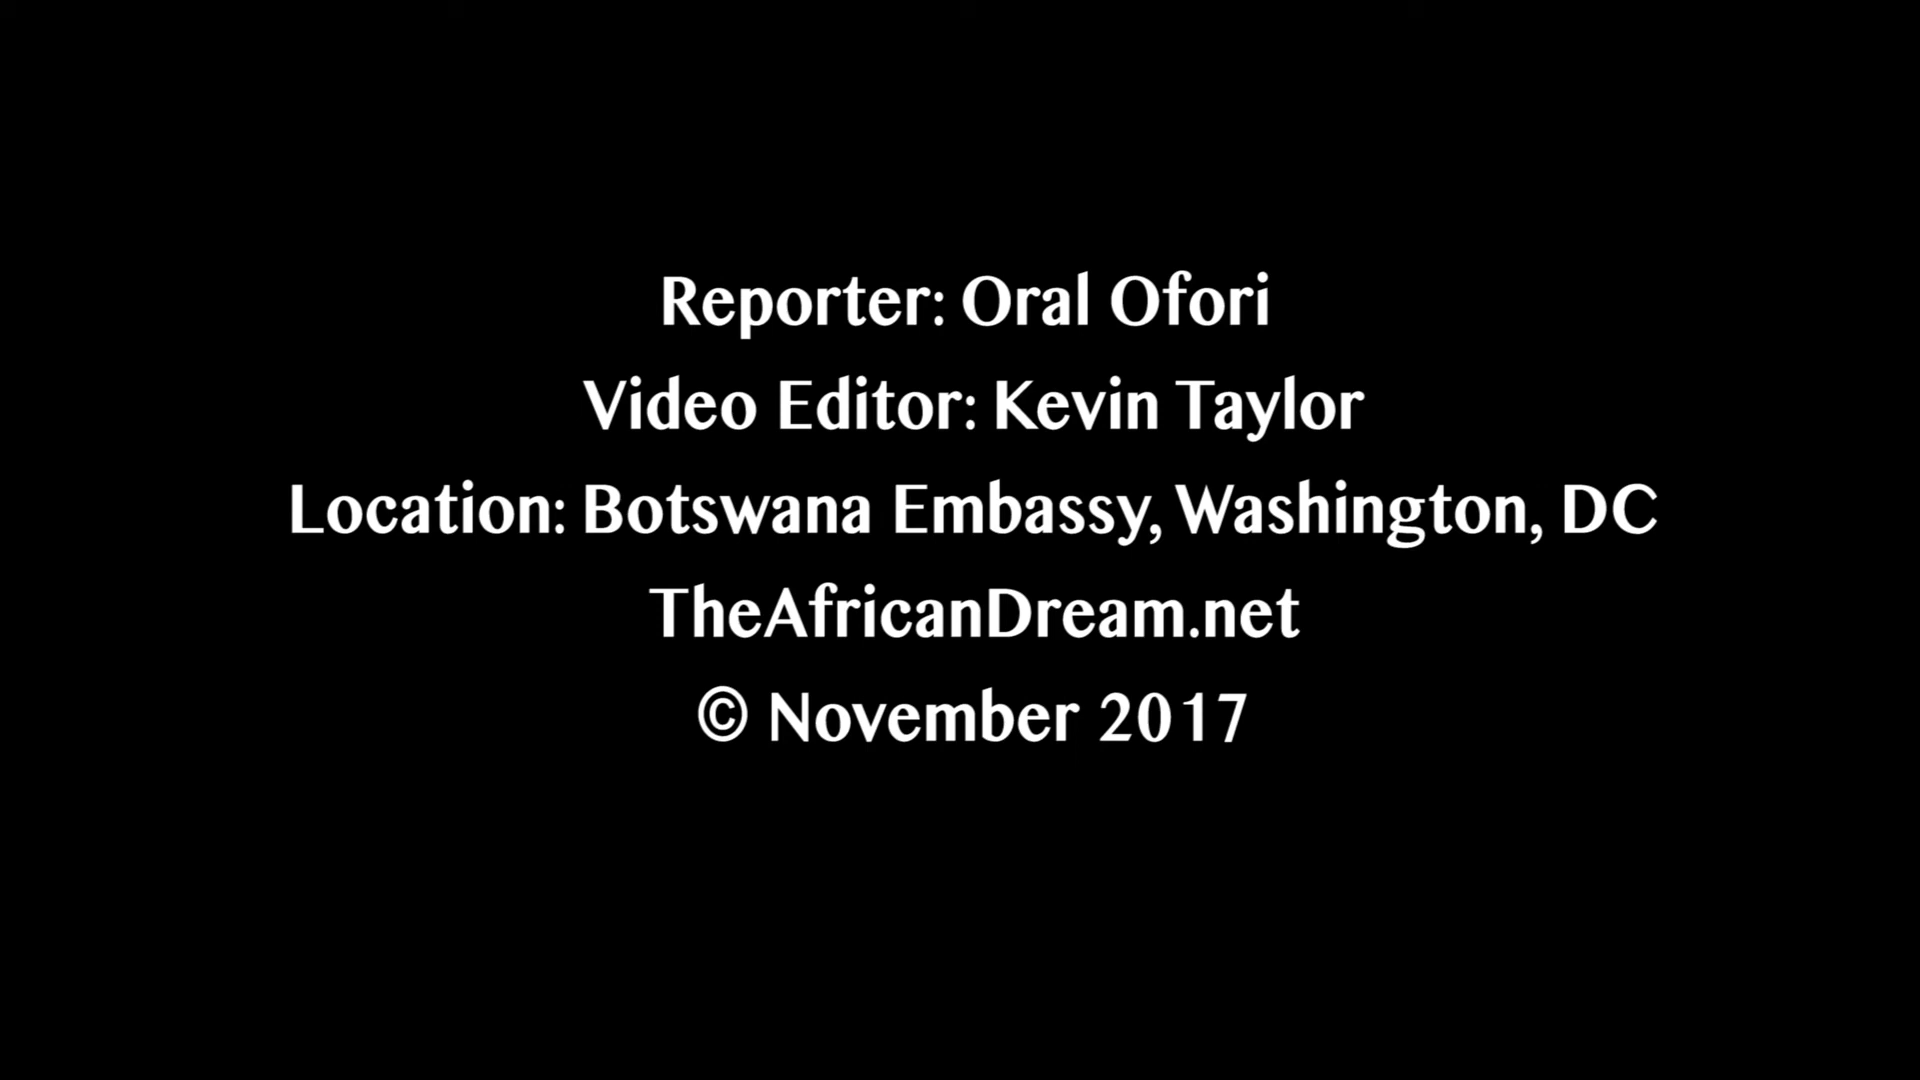 Reporter: Oral Ofori
Video Editor: Kevin Taylor
Location: Botswana Embassy, Washington, DC
TheAfricanDream.net
© November 2017